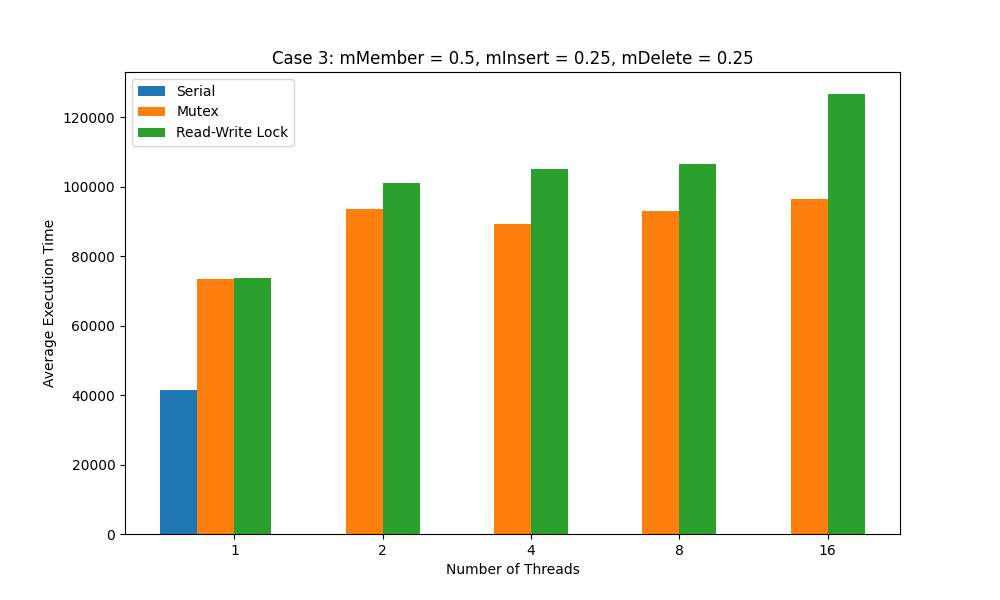 Case 3: mMember = 0.5, mInsert = 0.25, mDelete = 0.25
Serial
Mutex
Read-Write Lock
120000
100000
80000
60000
40000
20000
0
Average Execution Time
1 2 4 8 16
Number of Threads